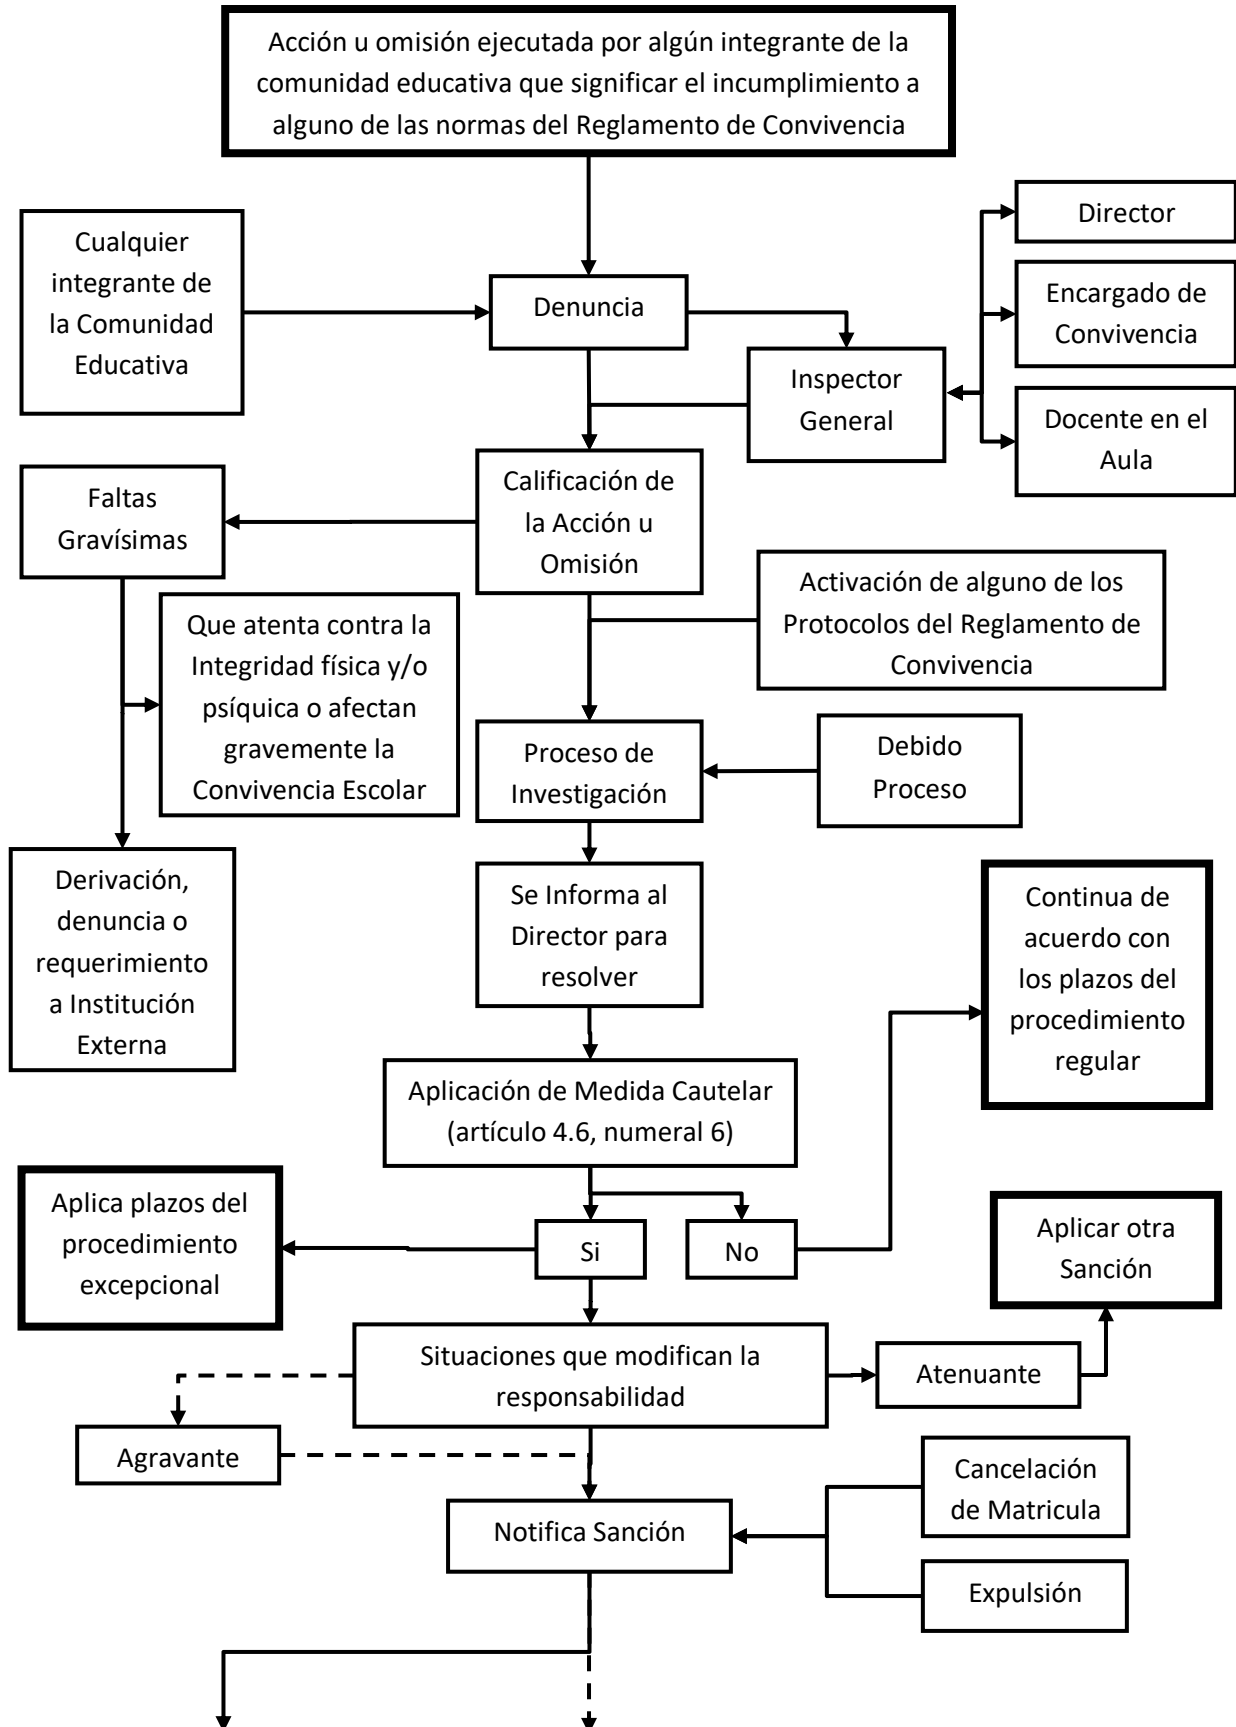 Acción u omisión ejecutada por algún integrante de la
comunidad educativa que significar el incumplimiento a
alguno de las normas del Reglamento de Convivencia
Director
Cualquier
integrante de
la Comunidad
Educativa
Denuncia
Encargado de
Convivencia
Inspector
General
Docente en el
Aula
Faltas
Gravísimas
Calificación de
la Acción u
Omisión
Activación de alguno de los
Protocolos del Reglamento de
Convivencia
Que atenta contra la
Integridad física y/o
psíquica o afectan
gravemente la
Convivencia Escolar
Proceso de
Investigación
Debido
Proceso
Derivación,
denuncia o
requerimiento
a Institución
Externa
Se Informa al
Director para
resolver
Continua de
acuerdo con
los plazos del
procedimiento
regular
Aplicación de Medida Cautelar
(artículo 4.6, numeral 6)
Aplica plazos del
procedimiento
excepcional
Si
No
Aplicar otra
Sanción
Situaciones que modifican la
responsabilidad
Atenuante
Agravante
Cancelación
de Matricula
Notifica Sanción
Expulsión